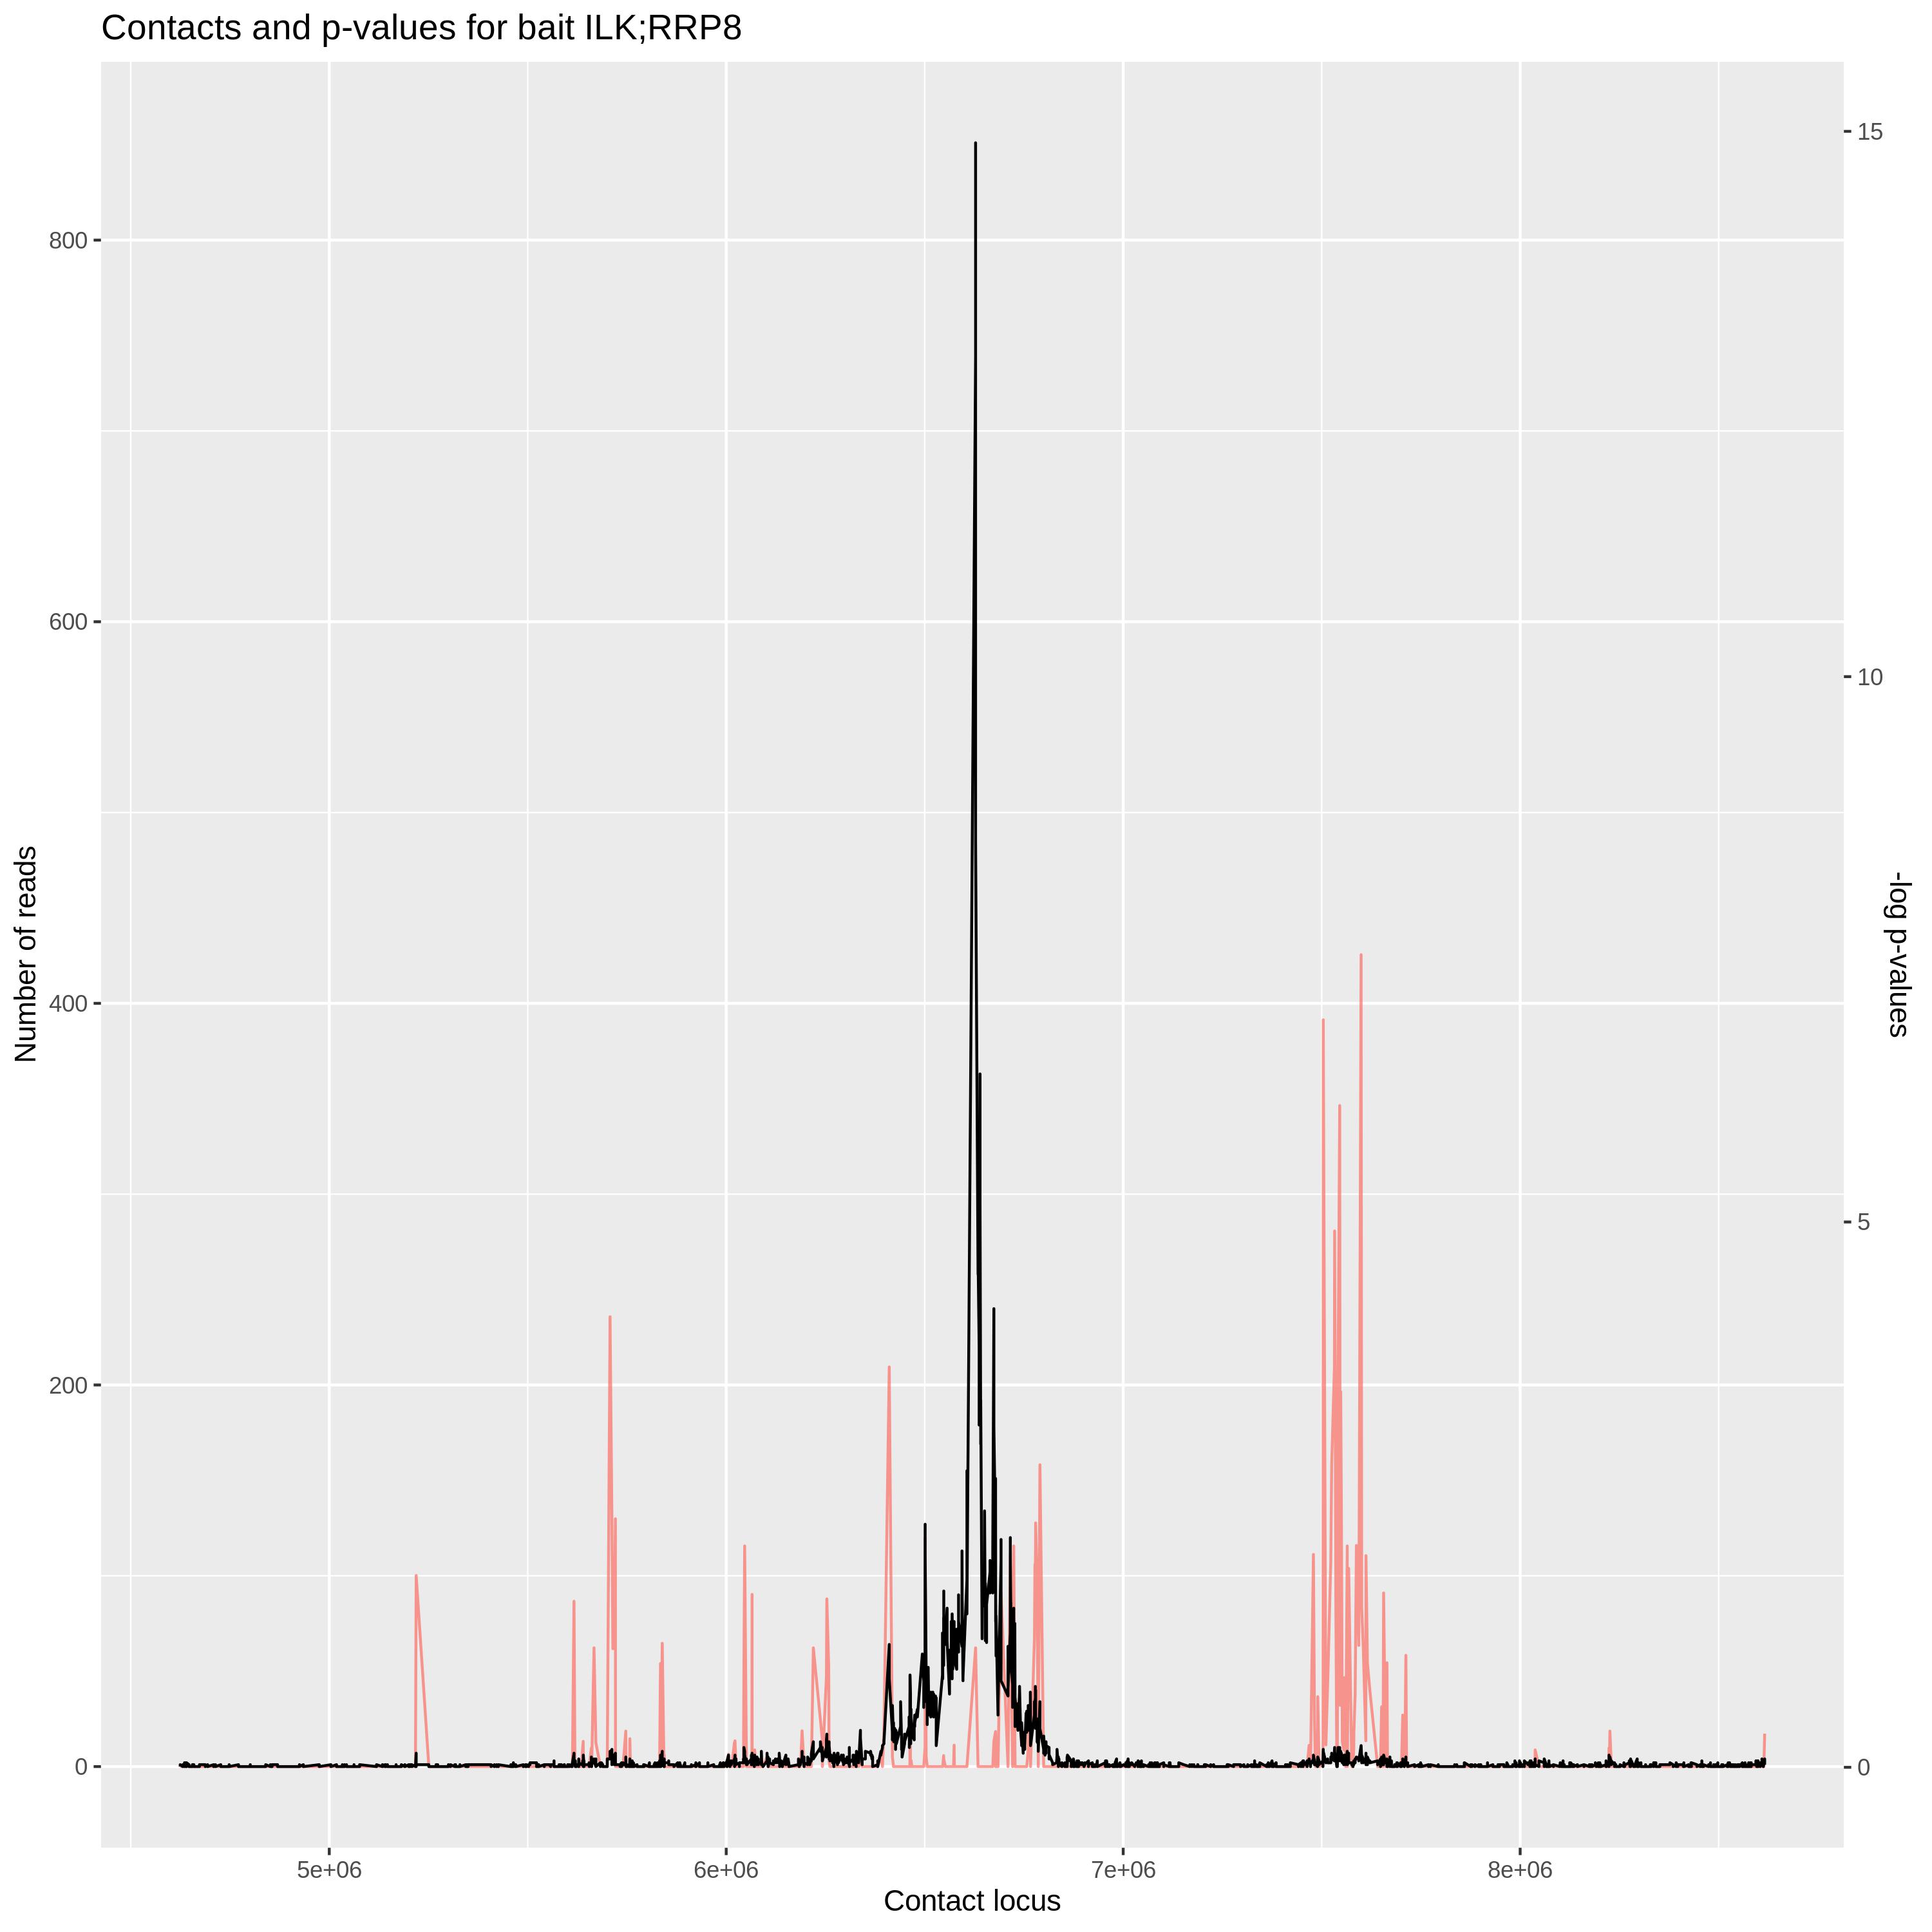 Contacts and p-values for bait ILK;RRP8
Number of reads
800
600
400
200
0
15
10
5
0
-log p-values
5e+06
6e+06
7e+06
8e+06
Contact locus